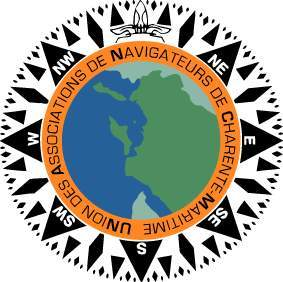 UNION DES ASSOCIATIONS DE NAVIGATEURS DE CHARENTE-MARITIME
NW
NE
W
E
SW
SE
S